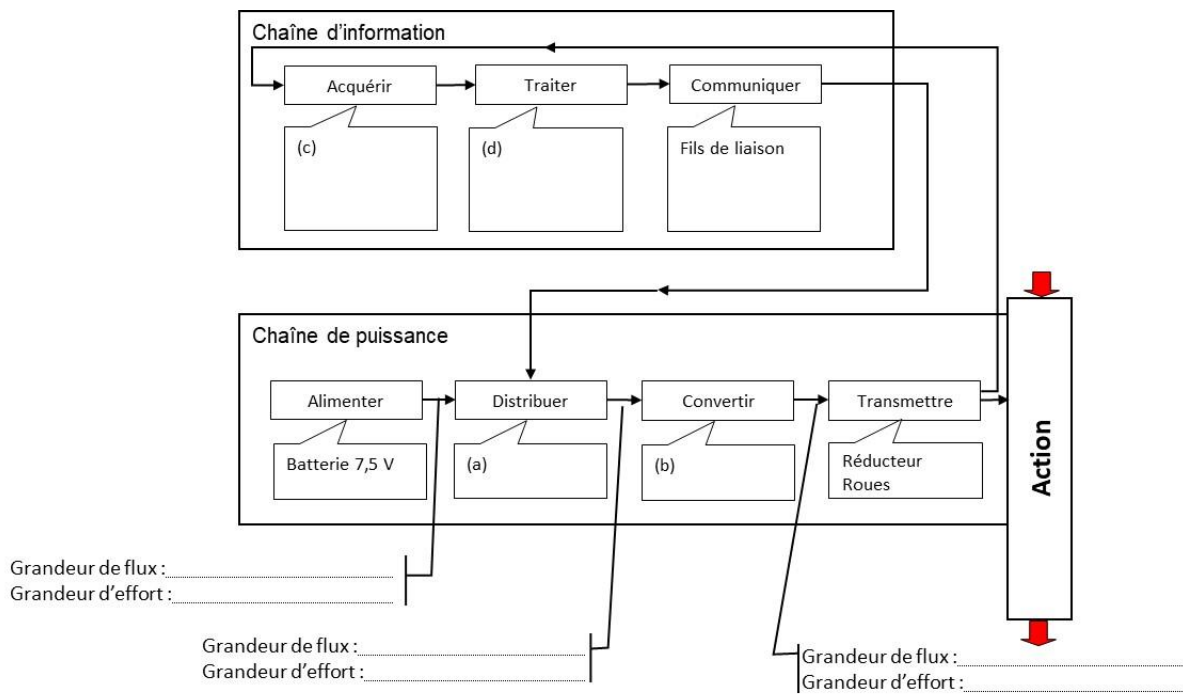 Chaîne d’information
Acquérir
Traiter
Communiquer
(c)
(d)
Fils de liaison
Chaîne de puissance
Alimenter
Distribuer
Convertir
Transmettre
Batterie 7,5 V
(a)
(b)
Réducteur
Roues
Action
Grandeur de flux :
Grandeur d’effort :
Grandeur de flux :
Grandeur d’effort :
Grandeur de flux :
Grandeur d’effort :